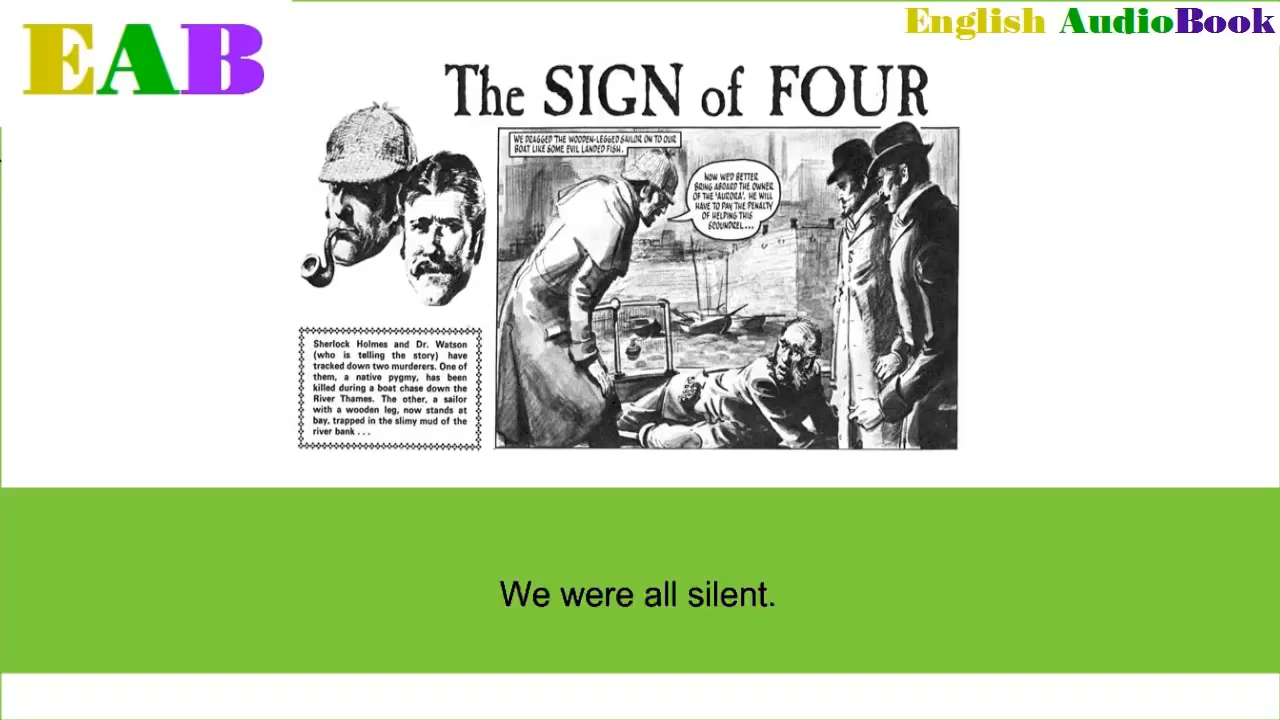 EAB
English AudioBook
The SIGN of FOUR
WE DRAGGED THE WOODEN-LEGGED SAILOR ON TO OUR
BOAT LIKE SOME EVIL LANDED FISH.
NOW WE'D BETTER
BRING ABOARD THE OWNER
OF THE 'AURORA'. HE WILL
HAVE TO PAY THE PENALTY
OF HELPING THIS
SCOUNDREL...
Sherlock Holmes and Dr. Watson
(who is telling the story) have
tracked down two murderers. One of
them, a native pygmy, has been
killed during a boat chase down the
River Thames. The other, a sailor
with a wooden leg, now stands at
bay, trapped in the slimy mud of the
river bank . . .
We were all silent.